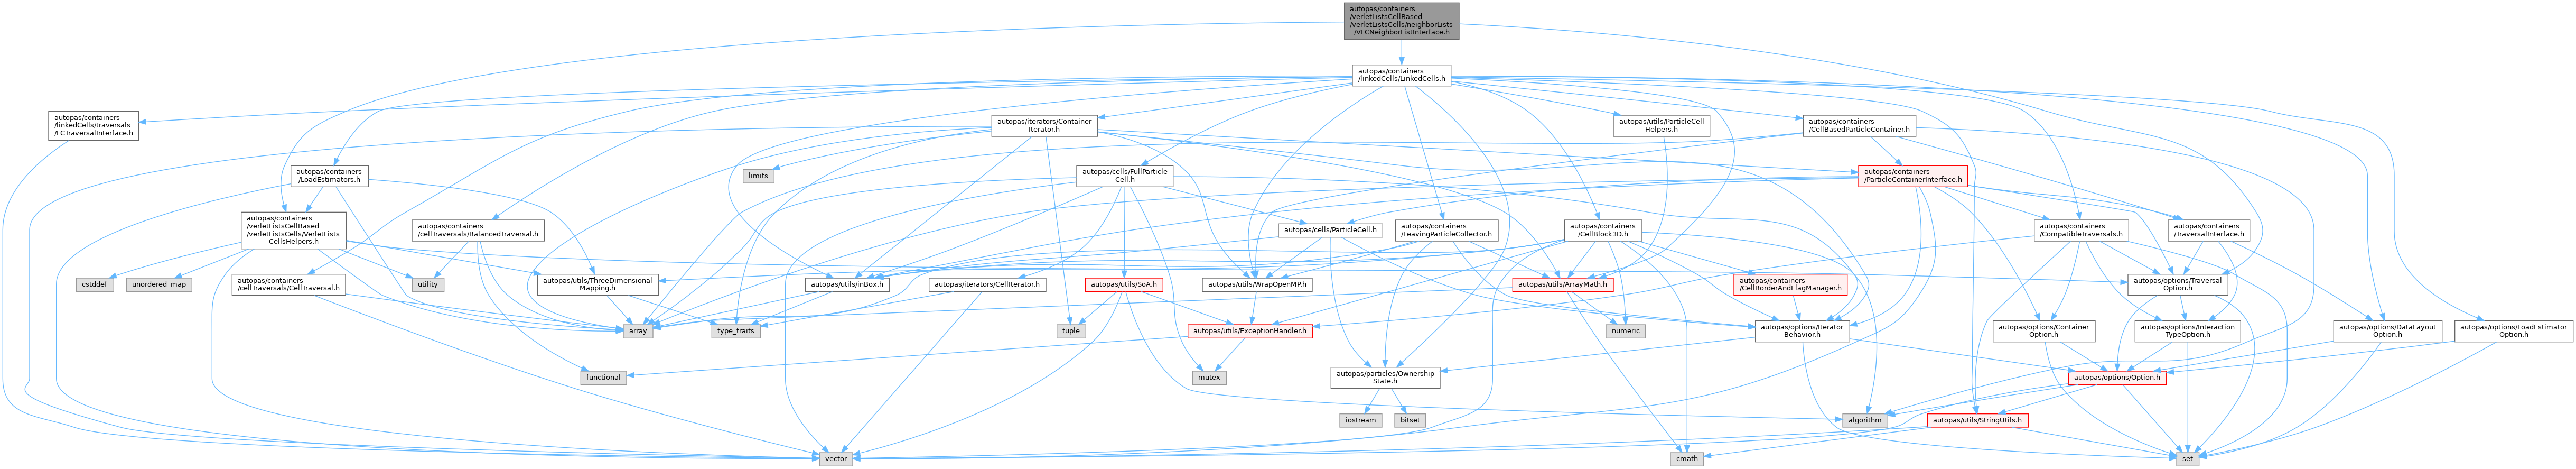 autopas/containers
/verletListsCellBased
/verletListsCells/neighborLists
/VLCNeighborListInterface.h
autopas/containers
/linkedCells/LinkedCells.h
autopas/containers
/linkedCells/traversals
/LCTraversalInterface.h
autopas/iterators/Container
Iterator.h
autopas/utils/ParticleCell
Helpers.h
autopas/containers
/CellBasedParticleContainer.h
autopas/containers
/LoadEstimators.h
limits
autopas/cells/FullParticle
Cell.h
autopas/containers
/ParticleContainerInterface.h
autopas/containers
/verletListsCellBased
/verletListsCells/VerletLists
CellsHelpers.h
autopas/containers
/cellTraversals/BalancedTraversal.h
autopas/cells/ParticleCell.h
autopas/containers
/LeavingParticleCollector.h
autopas/containers
/CellBlock3D.h
autopas/containers
/CompatibleTraversals.h
autopas/containers
/TraversalInterface.h
cstddef
unordered_map
autopas/containers
/cellTraversals/CellTraversal.h
utility
autopas/utils/ThreeDimensional
Mapping.h
autopas/utils/inBox.h
autopas/iterators/CellIterator.h
autopas/utils/SoA.h
autopas/utils/WrapOpenMP.h
autopas/utils/ArrayMath.h
autopas/containers
/CellBorderAndFlagManager.h
autopas/options/Traversal
Option.h
array
type_traits
tuple
autopas/utils/ExceptionHandler.h
numeric
autopas/options/Iterator
Behavior.h
autopas/options/Container
Option.h
autopas/options/Interaction
TypeOption.h
autopas/options/DataLayout
Option.h
autopas/options/LoadEstimator
Option.h
functional
mutex
autopas/particles/Ownership
State.h
autopas/options/Option.h
iostream
bitset
algorithm
autopas/utils/StringUtils.h
vector
cmath
set